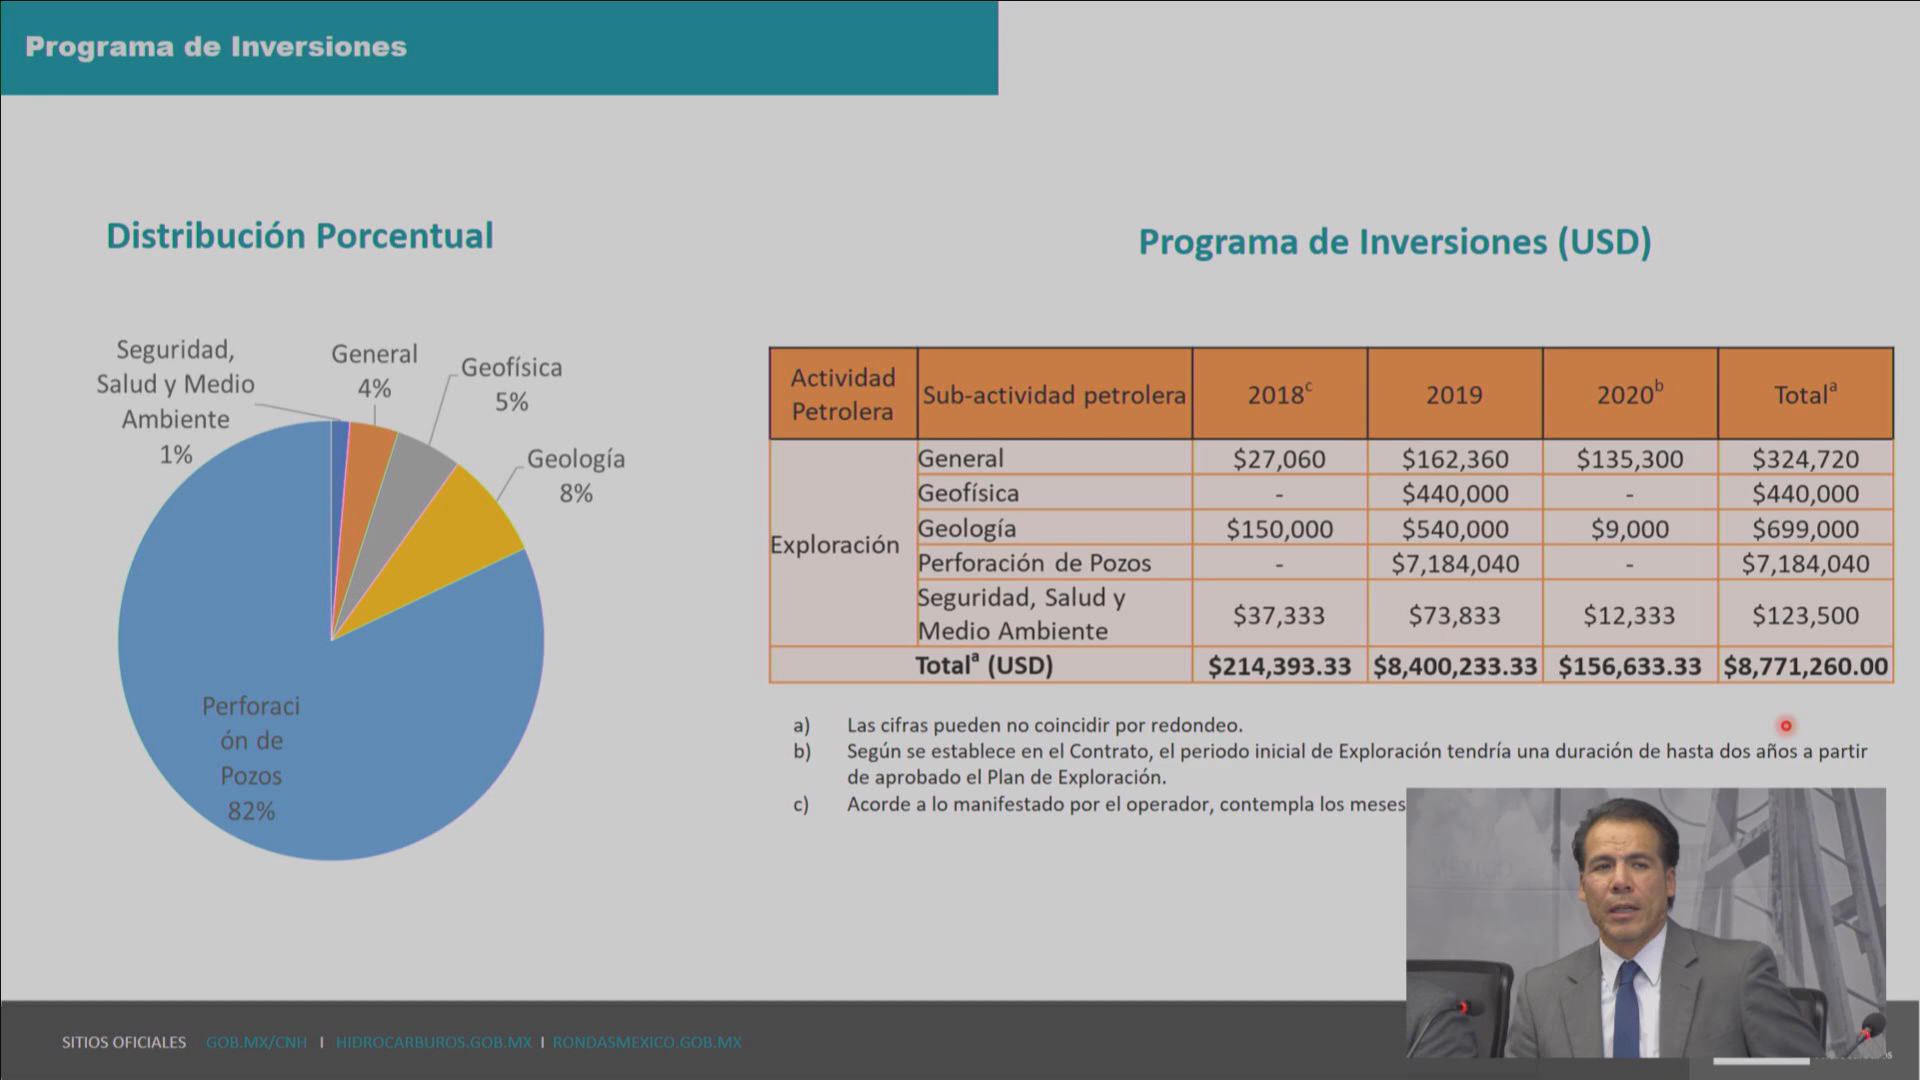 Programa de Inversiones
Distribución Porcentual
Seguridad,
Salud y Medio
Ambiente
1%
General
4%
Geofísica
5%
Geología
8%
Perforaci
ón de
Pozos
82%
Programa de Inversiones (USD)
Actividad Petrolera Sub-actividad petrolera 2018c 2019 2020b Totala
Exploración
General $27,060 $162,360 $135,300 $324,720
Geofísica - $440,000 - $440,000
Geología $150,000 $540,000 $9,000 $699,000
Perforación de Pozos - $7,184,040 - $7,184,040
Seguridad, Salud y
Medio Ambiente $37,333 $73,833 $12,333 $123,500
Totala (USD) $214,393.33 $8,400,233.33 $156,633.33 $8,771,260.00
a) Las cifras pueden no coincidir por redondeo.
b) Según se establece en el Contrato, el periodo inicial de Exploración tendría una duración de hasta dos años a partir
de aprobado el Plan de Exploración.
c) Acorde a lo manifestado por el operador, contempla los meses
SITIOS OFICIALES GOB.MX/CNH I HIDROCARBUROS.GOB.MX I RONDASMEXICO.GOB.MX